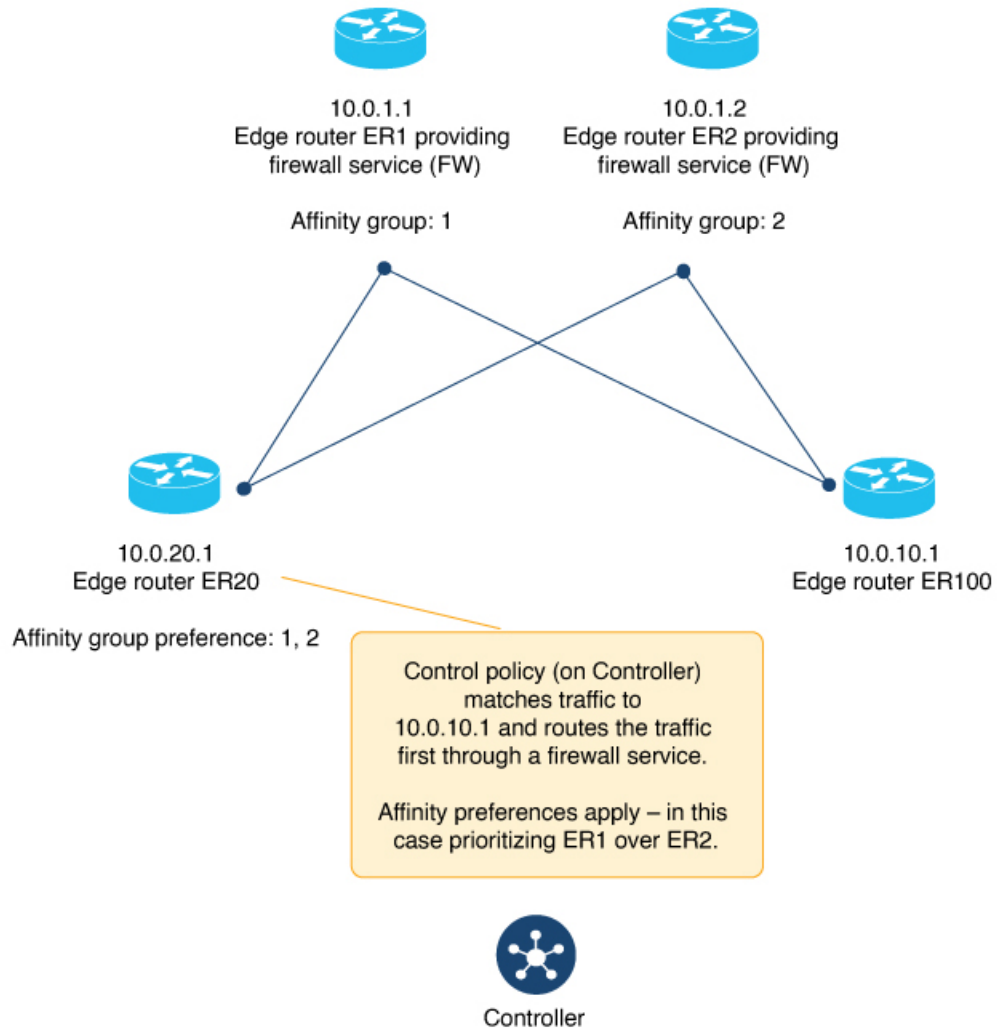 10.0.1.1
Edge router ER1 providing
firewall service (FW)
Affinity group: 1
10.0.1.2
Edge router ER2 providing
firewall service (FW)
Affinity group: 2
10.0.20.1
Edge router ER20
Affinity group preference: 1, 2
10.0.10.1
Edge router ER100
Control policy (on Controller)
matches traffic to
10.0.10.1 and routes the traffic
first through a firewall service.
Affinity preferences apply – in this
case prioritizing ER1 over ER2.
Controller